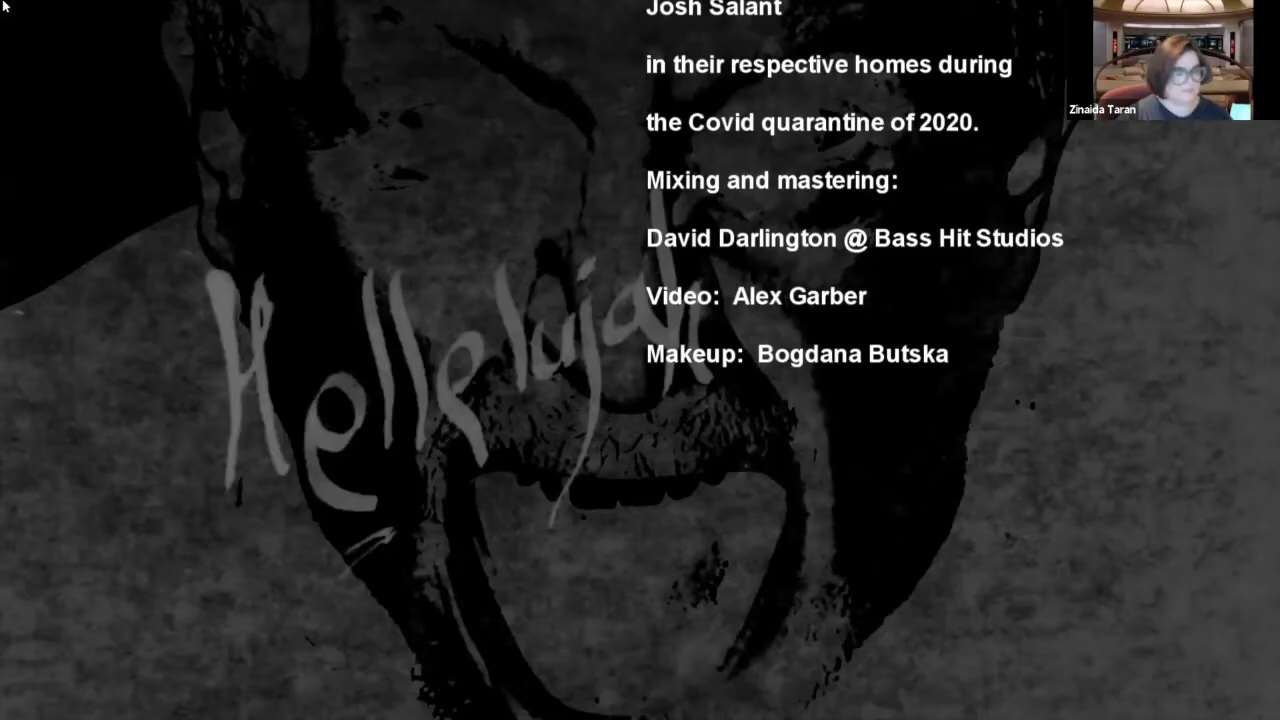 Josh Salant
in their respective homes during
the Covid quarantine of 2020.
Mixing and mastering:
David Darlington @ Bass Hit Studios
Video:  Alex Garber
Makeup:  Bogdana Butska
Hellelujah
Zinaida Taran